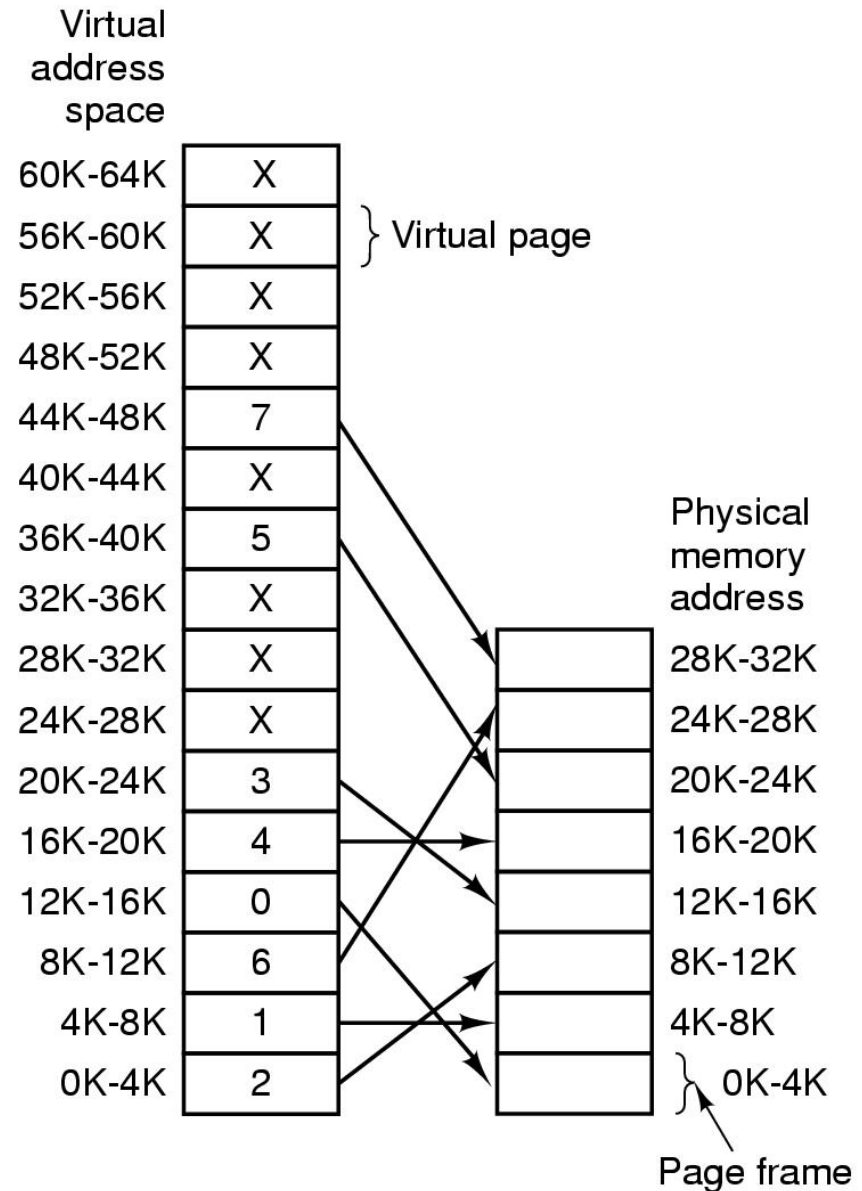 Virtual
address
space
60K-64K X
56K-60K X Virtual page
52K-56K X
48K-52K X
44K-48K 7
40K-44K X
36K-40K 5
32K-36K X
28K-32K X
24K-28K X
20K-24K 3
16K-20K 4
12K-16K 0
8K-12K 6
4K-8K 1
0K-4K 2
Physical
memory
address
28K-32K
24K-28K
20K-24K
16K-20K
12K-16K
8K-12K
4K-8K
0K-4K
Page frame